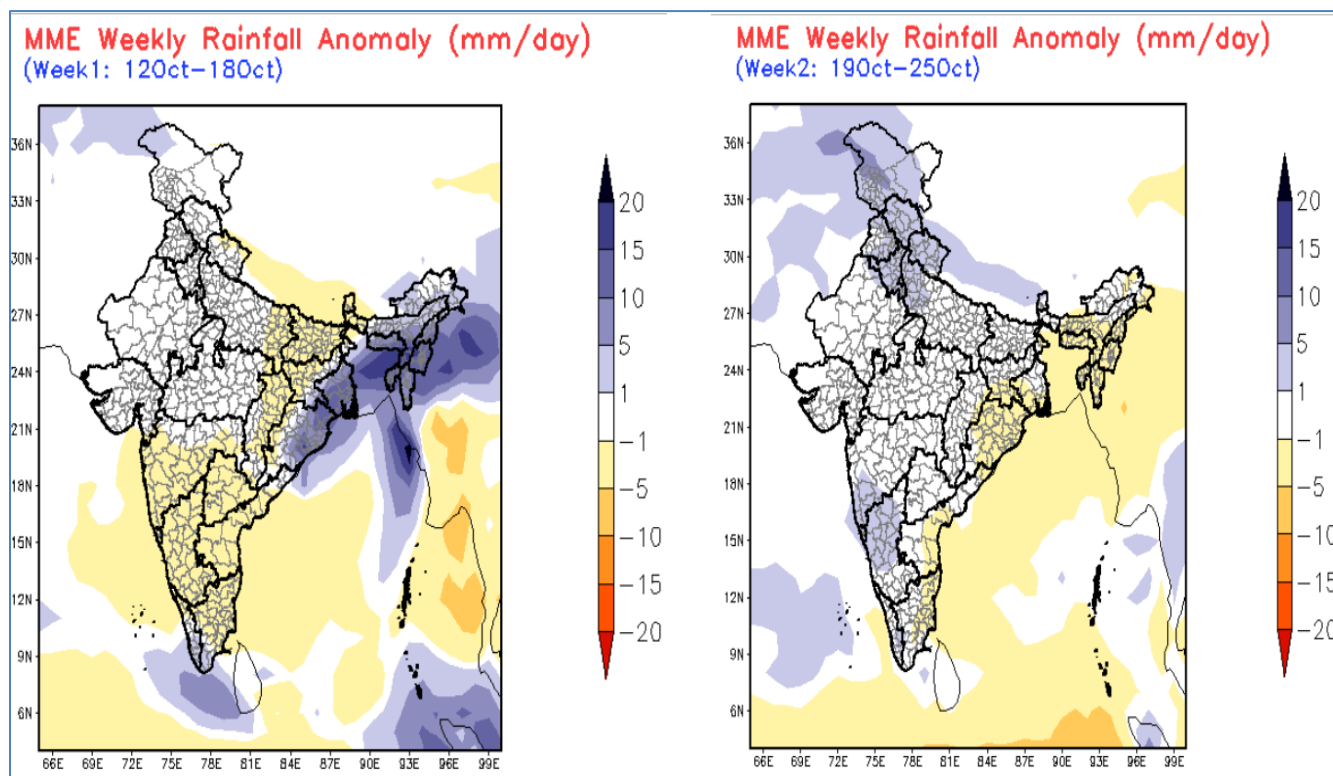 MME Weekly Rainfall Anomaly (mm/day)
(Week1: 12Oct-18Oct)
36N
33N
30N
27N
24N
21N
18N
15N
12N
9N
6N
66E 69E 72E 75E 78E 81E 84E 87E 90E 93E 96E 99E
20
15
10
5
1
-1
-5
-10
-15
-20
MME Weekly Rainfall Anomaly (mm/day)
(Week2: 19Oct-25Oct)
36N
33N
30N
27N
24N
21N
18N
15N
12N
9N
6N
66E 69E 72E 75E 78E 81E 84E 87E 90E 93E 96E 99E
20
15
10
5
1
-1
-5
-10
-15
-20